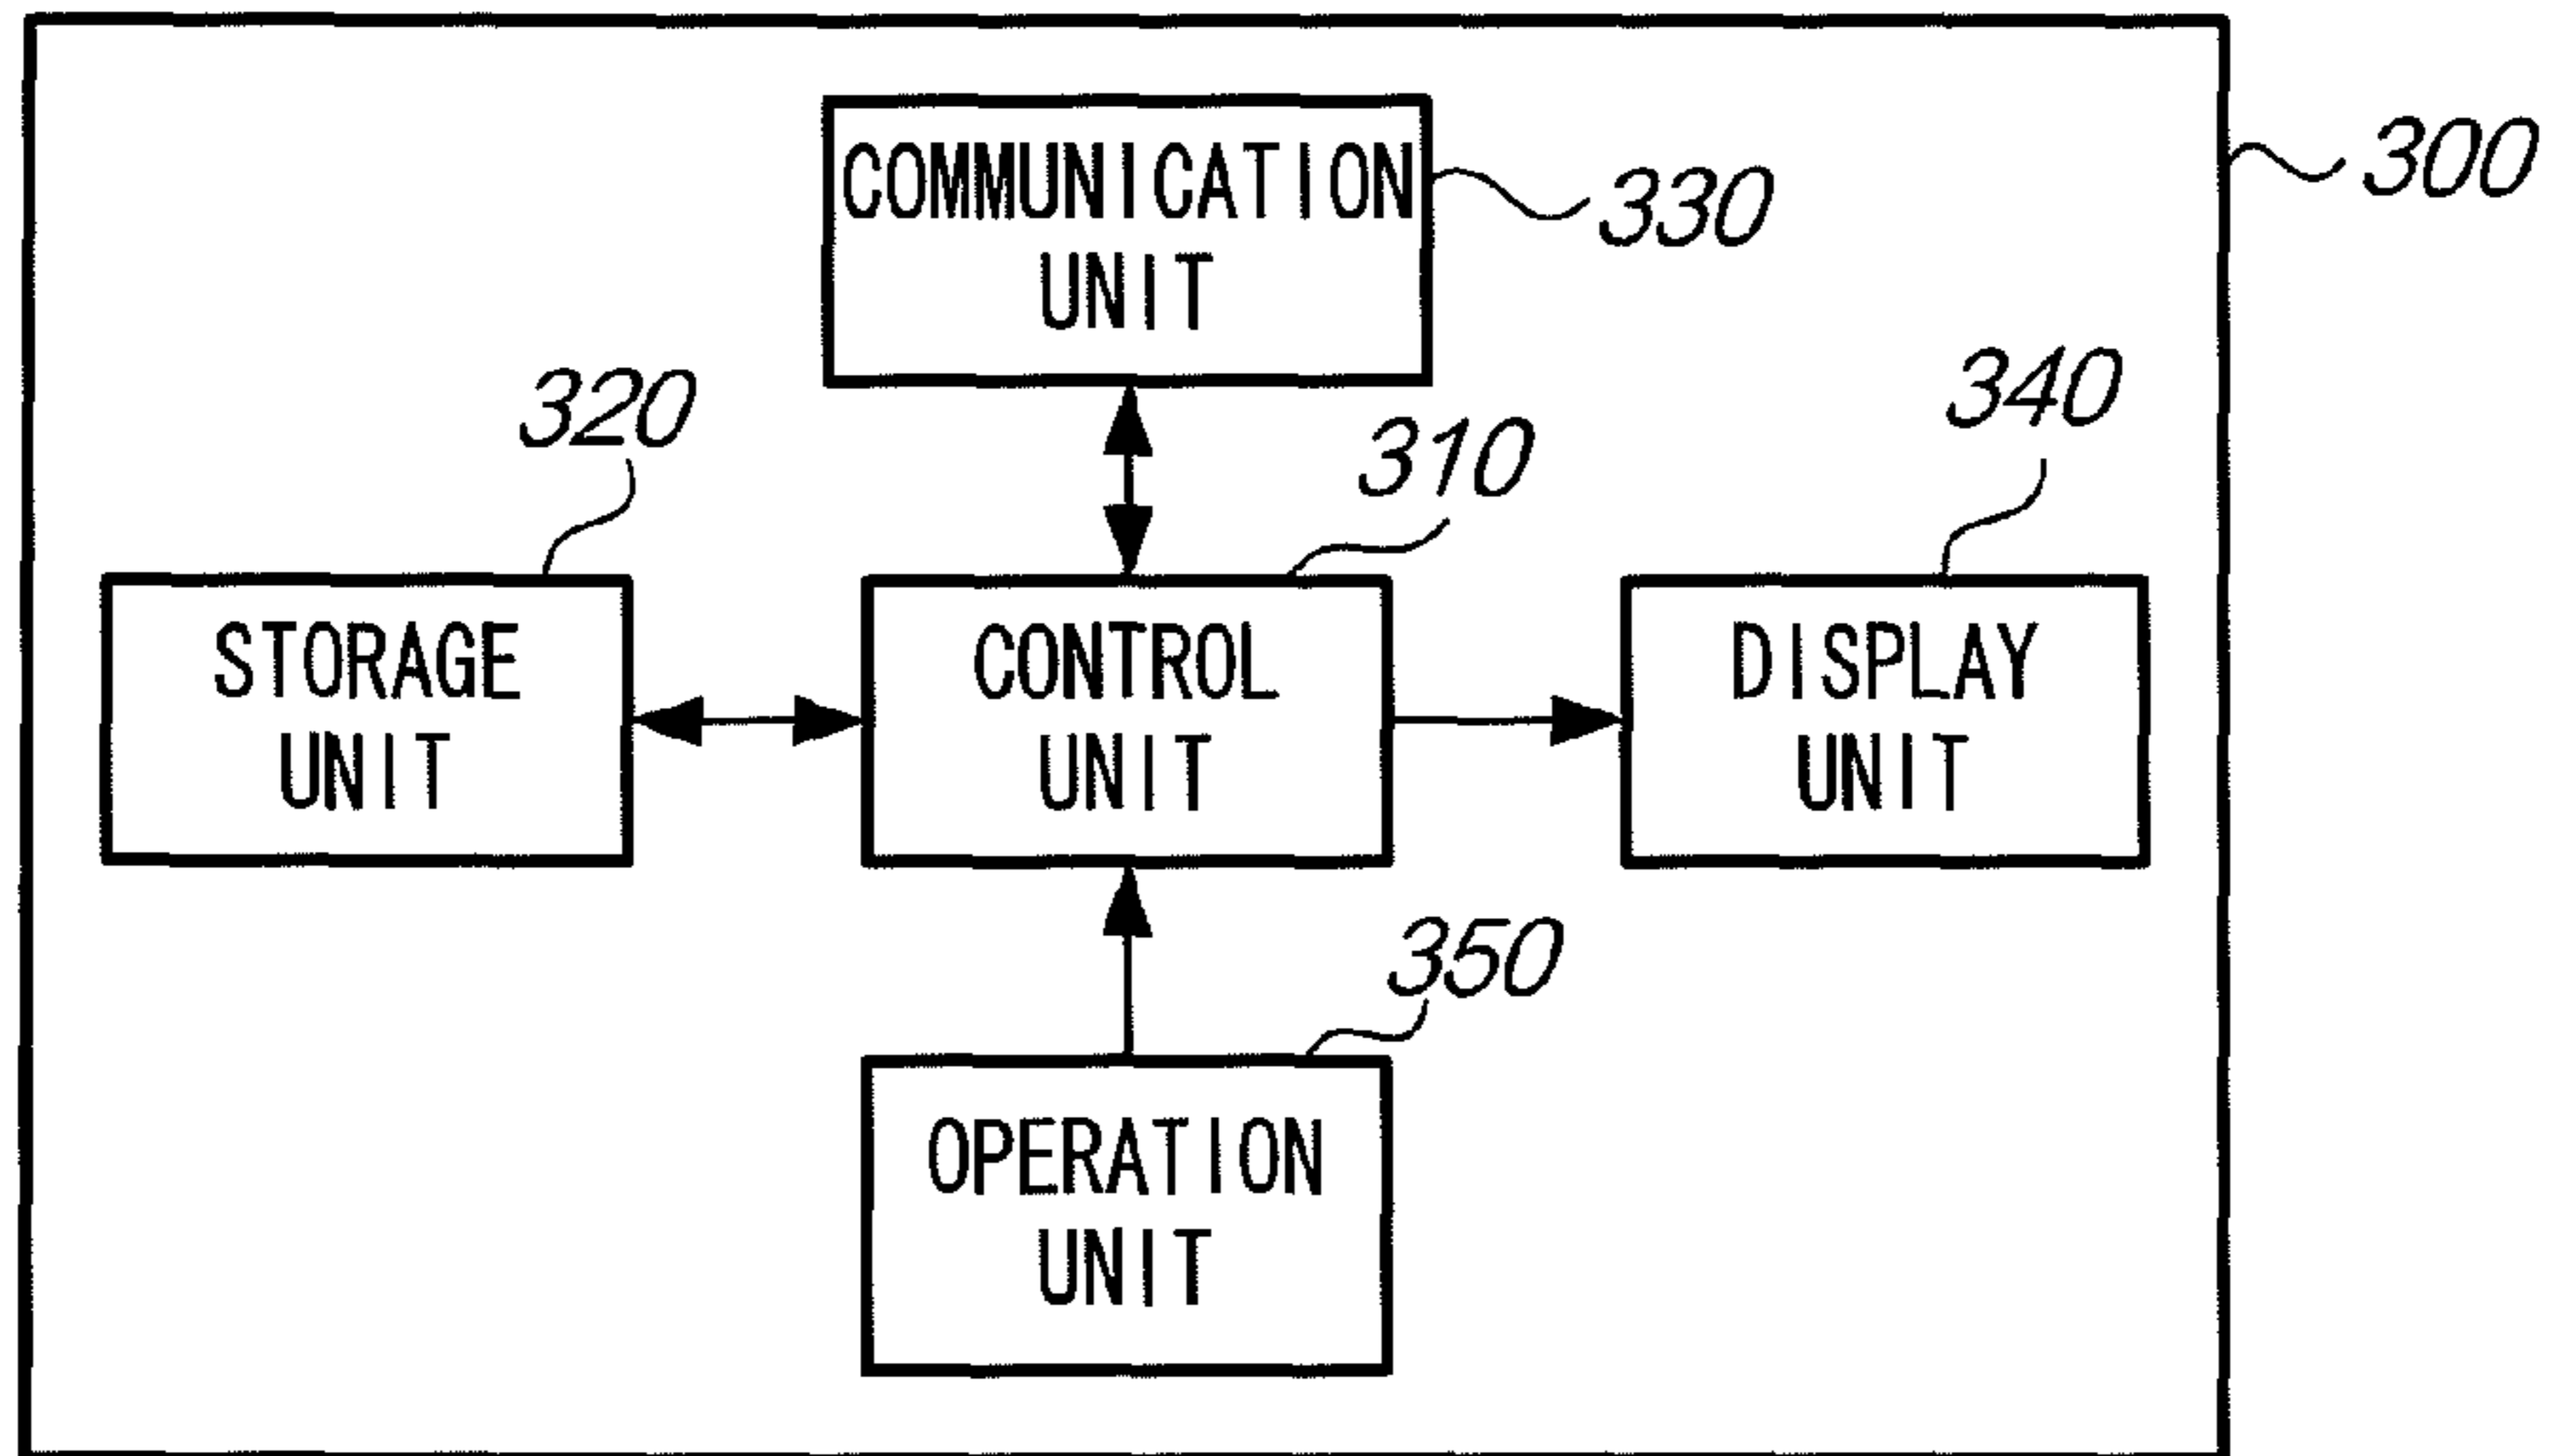 300
COMMUNICATION
UNIT
330
320
310
340
STORAGE
UNIT
CONTROL
UNIT
DISPLAY
UNIT
350
OPERATION
UNIT